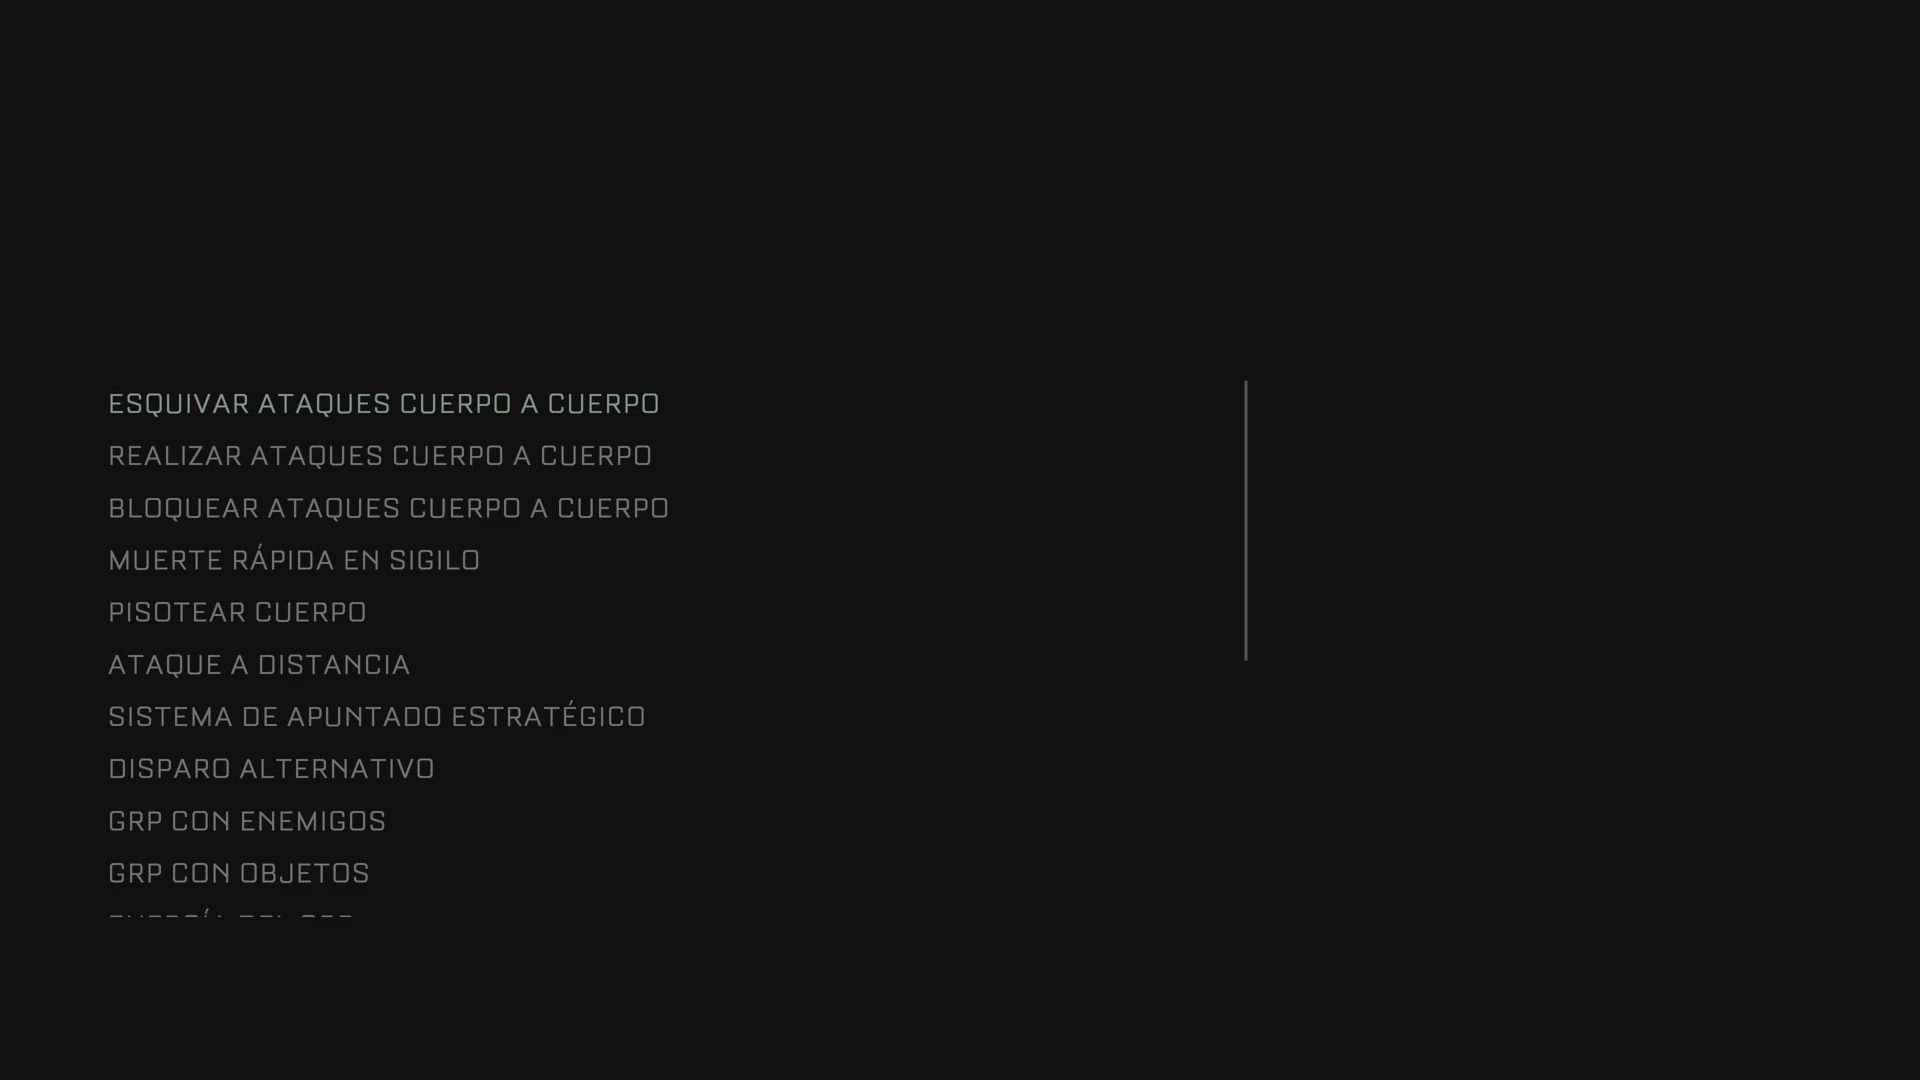 ESQUIVAR ATAQUES CUERPO A CUERPO
REALIZAR ATAQUES CUERPO A CUERPO
BLOQUEAR ATAQUES CUERPO A CUERPO
MUERTE RÁPIDA EN SIGILO
PISOTEAR CUERPO
ATAQUE A DISTANCIA
SISTEMA DE APUNTADO ESTRATÉGICO
DISPARO ALTERNATIVO
GRP CON ENEMIGOS
GRP CON OBJETOS